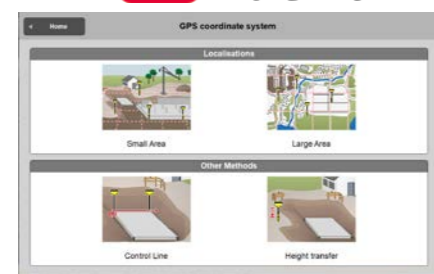 Home
GPS coordinate system
Localisations
Small Area
Large Area
Other Methods
Control Line
Height transfer